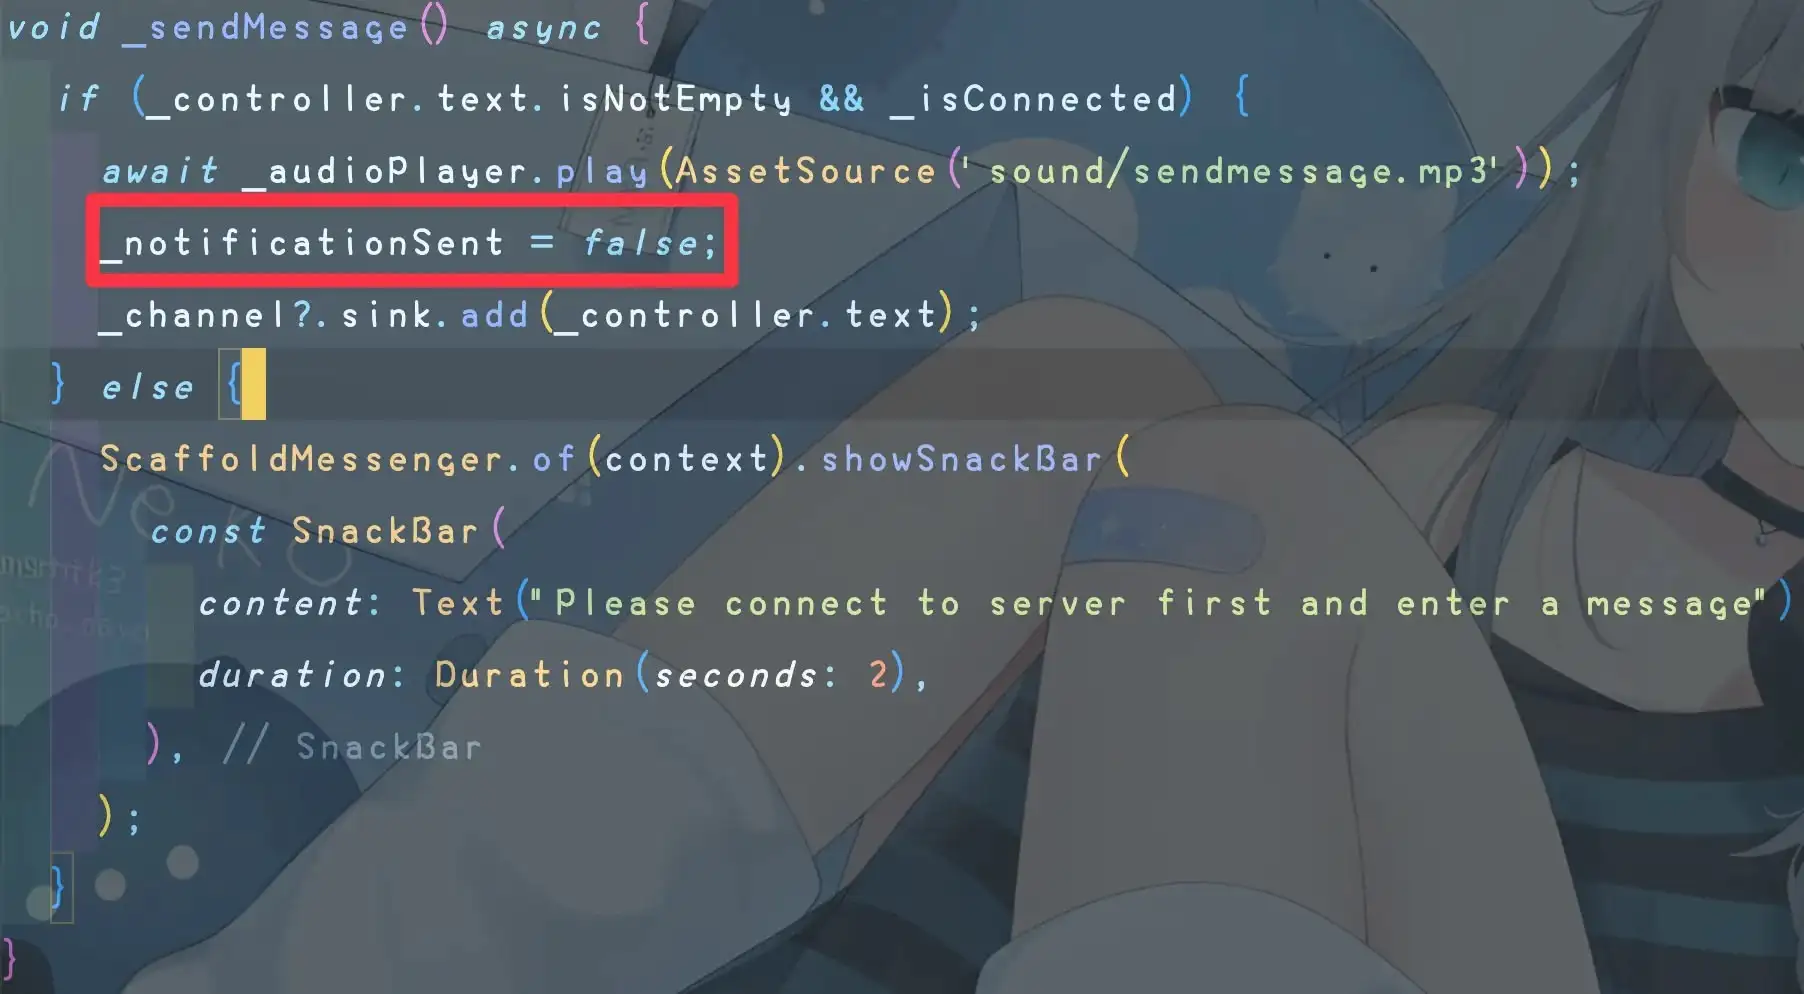 void _sendMessage() async {
if (_controller.text.isNotEmpty && _isConnected) {
await _audioPlayer.play(AssetSource('sound/sendmessage.mp3'));
_notificationSent = false;
_channel?.sink.add(_controller.text);
} else {
ScaffoldMessenger.of(context).showSnackBar(
const SnackBar(
content: Text("Please connect to server first and enter a message")
duration: Duration(seconds: 2),
), // SnackBar
);
}
}
Neko